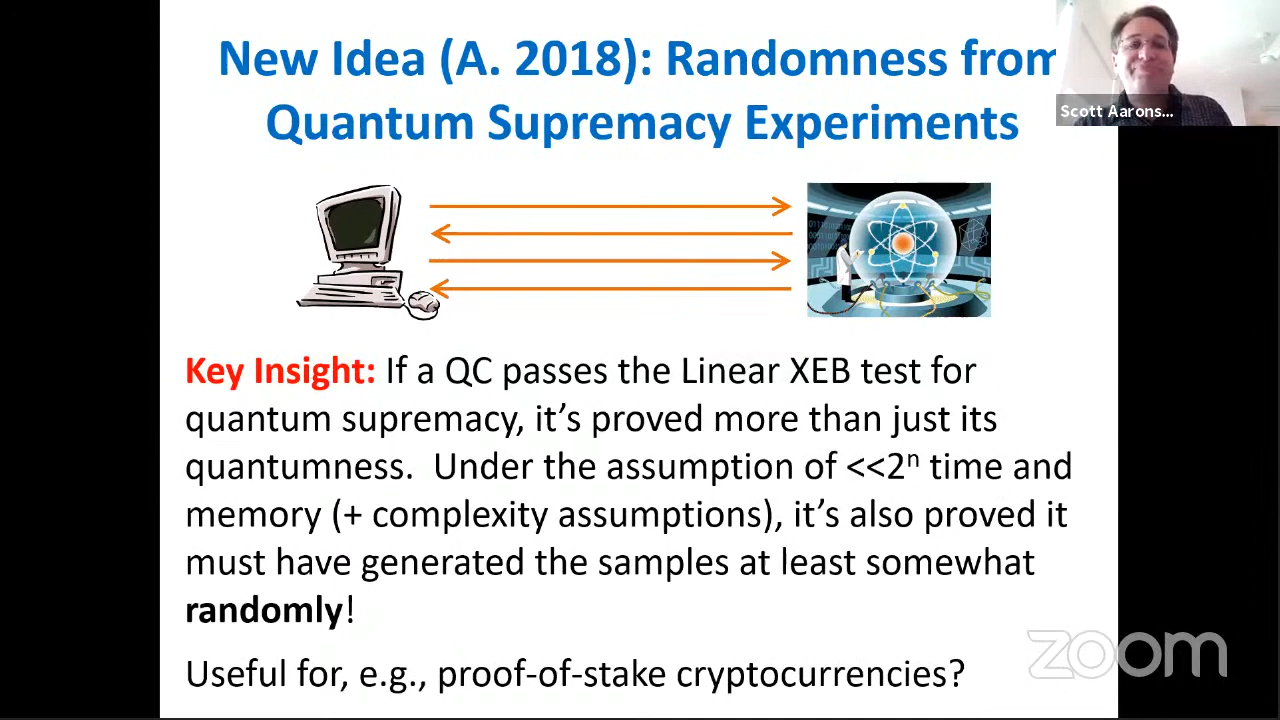 New Idea (A. 2018): Randomness from
Quantum Supremacy Experiments
Scott Aarons...
Key Insight: If a QC passes the Linear XEB test for
quantum supremacy, it’s proved more than just its
quantumness. Under the assumption of <<2ⁿ time and
memory (+ complexity assumptions), it’s also proved it
must have generated the samples at least somewhat
randomly!
Useful for, e.g., proof-of-stake cryptocurrencies?
zoom